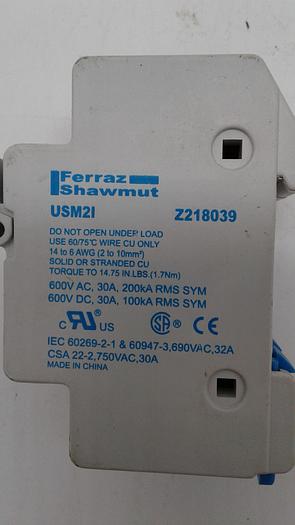 Ferraz
Shawmut
USM2I Z218039
DO NOT OPEN UNDER LOAD
USE 60/75°C WIRE CU ONLY
14 to 6 AWG (2 to 10mm²)
SOLID OR STRANDED CU
TORQUE TO 14.75 IN.LBS.(1.7Nm)
600V AC, 30A, 200kA RMS SYM
600V DC, 30A, 100kA RMS SYM
C RU US SA ®
IEC 60269-2-1 & 60947-3,690VAC,32A
CSA 22-2,750VAC,30A
MADE IN CHINA